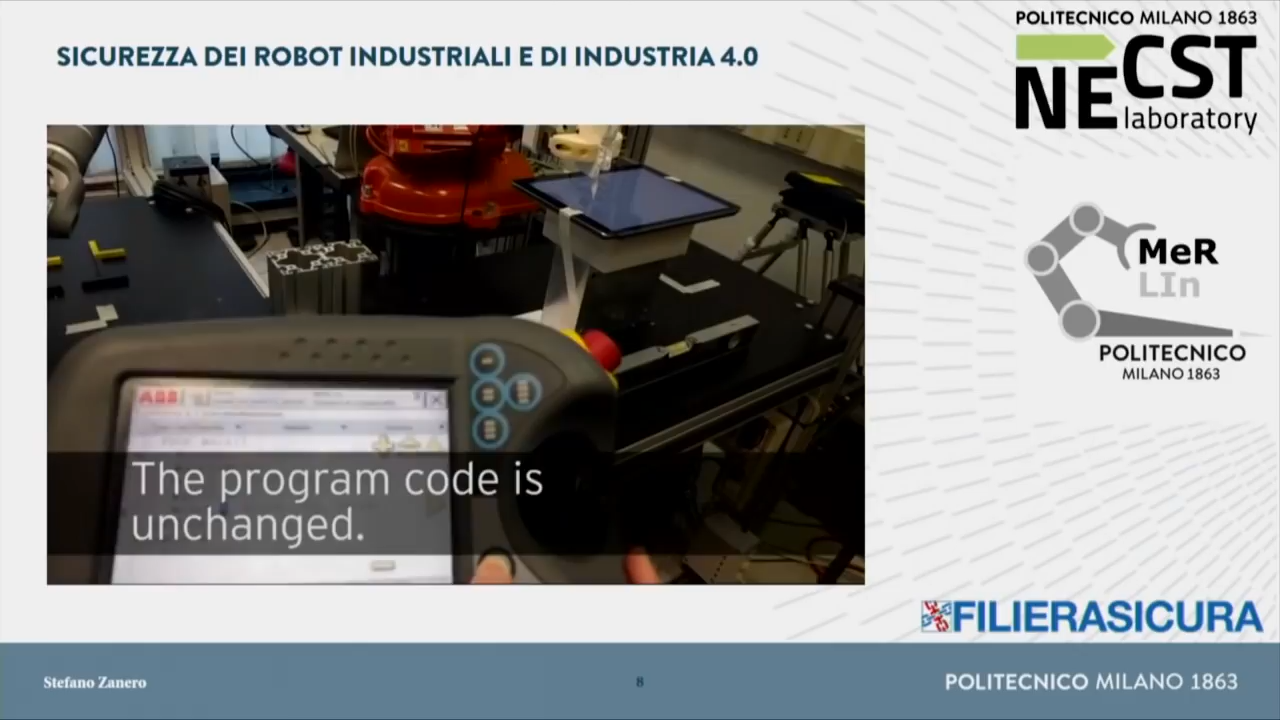 POLITECNICO MILANO 1863
NECST
laboratory
SICUREZZA DEI ROBOT INDUSTRIALI E DI INDUSTRIA 4.0
MeR
LIn
POLITECNICO
MILANO 1863
ABB
The program code is
unchanged.
FILIERASICURA
Stefano Zanero
8
POLITECNICO MILANO 1863